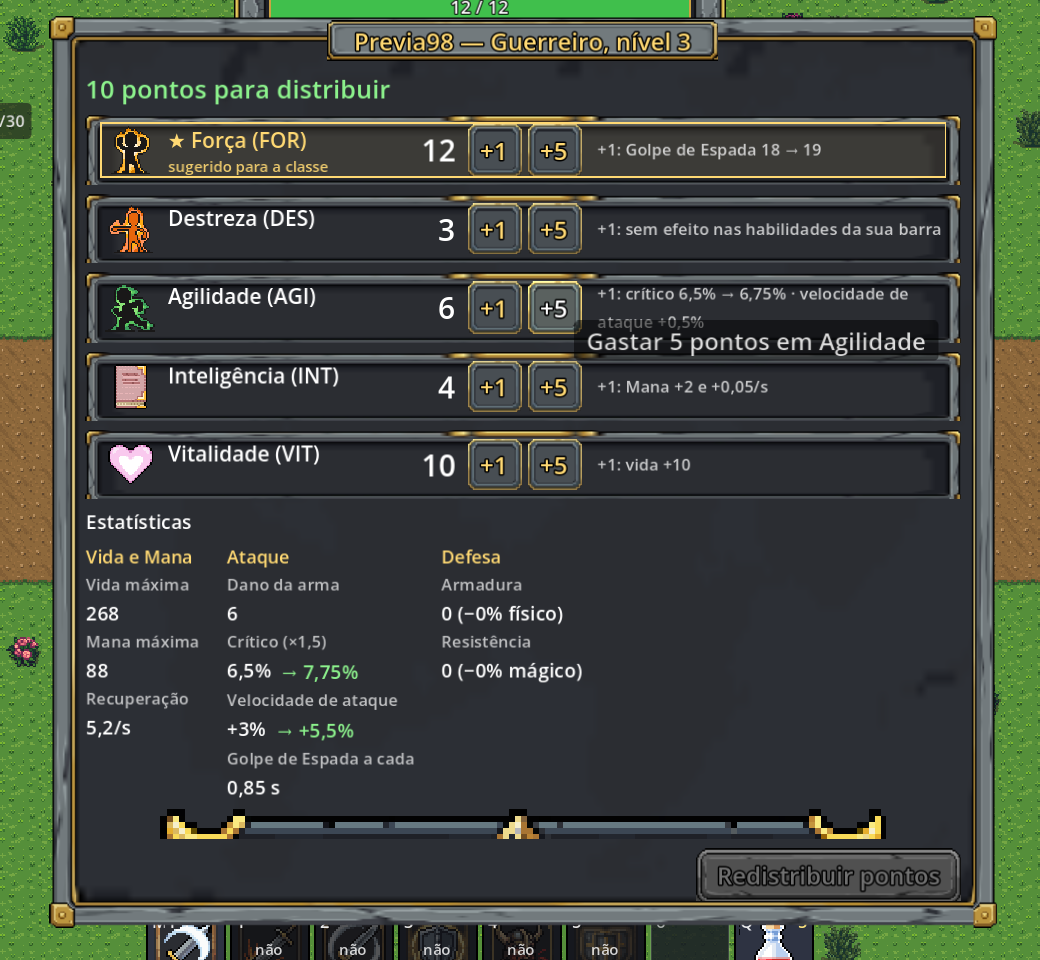 12 / 12
Previa98 — Guerreiro, nível 3
10 pontos para distribuir
/30
★ Força (FOR)
sugerido para a classe
12
+1
+5
+1: Golpe de Espada 18 → 19
Destreza (DES)
3
+1
+5
+1: sem efeito nas habilidades da sua barra
Agilidade (AGI)
6
+1
+5
+1: crítico 6,5% → 6,75% · velocidade de
ataque +0,5%
Gastar 5 pontos em Agilidade
Inteligência (INT)
4
+1
+5
+1: Mana +2 e +0,05/s
Vitalidade (VIT)
10
+1
+5
+1: vida +10
Estatísticas
Vida e Mana
Vida máxima
268
Mana máxima
88
Recuperação
5,2/s
Ataque
Dano da arma
6
Crítico (×1,5)
6,5% → 7,75%
Velocidade de ataque
+3% → +5,5%
Golpe de Espada a cada
0,85 s
Defesa
Armadura
0 (−0% físico)
Resistência
0 (−0% mágico)
Redistribuir pontos
não
não
não
não
não